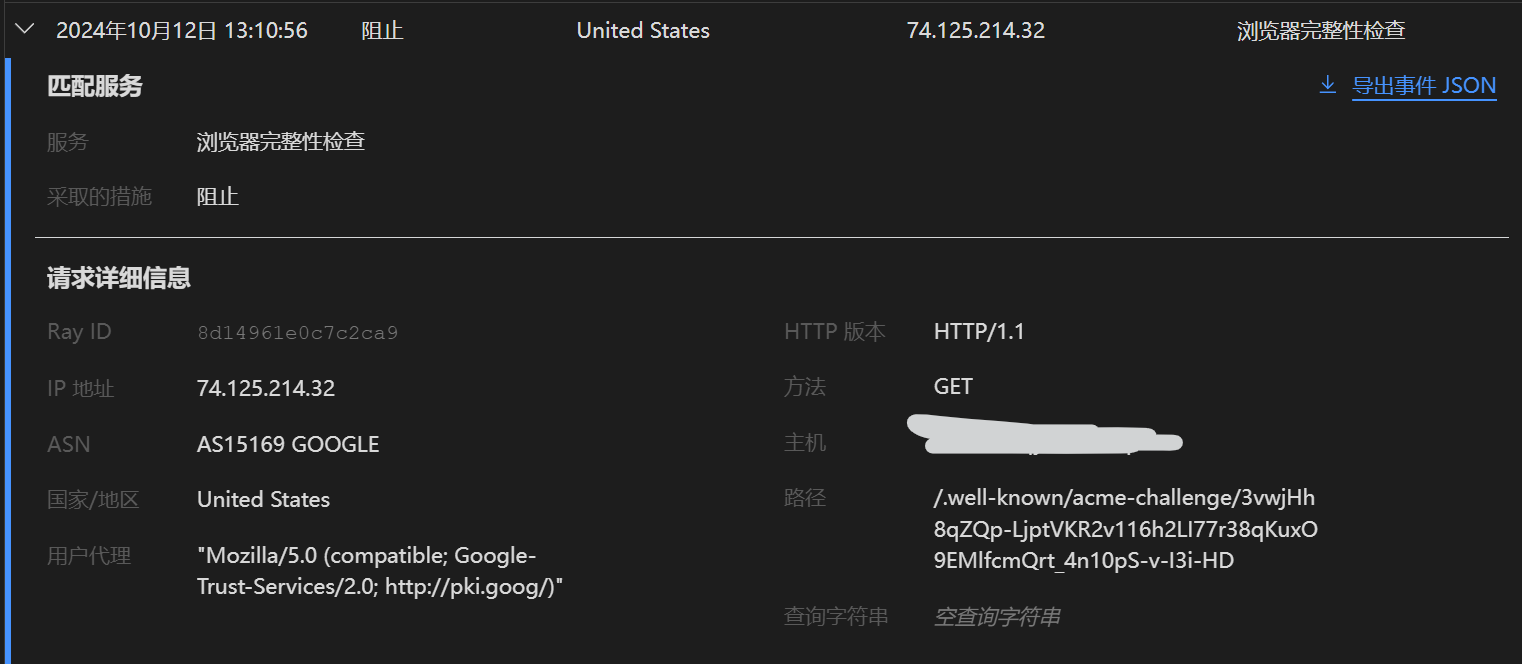 2024年10月12日 13:10:56 阻止 United States 74.125.214.32 浏览器完整性检查
匹配服务 导出事件 JSON
服务 浏览器完整性检查
采取的措施 阻止
请求详细信息
Ray ID 8d14961e0c7c2ca9
IP 地址 74.125.214.32
ASN AS15169 GOOGLE
国家/地区 United States
用户代理 "Mozilla/5.0 (compatible; Google-
Trust-Services/2.0; http://pki.goog/)"
HTTP 版本 HTTP/1.1
方法 GET
主机
路径 /.well-known/acme-challenge/3vwjHh
8qZQp-LjptVKR2v116h2LI77r38qKuxO
9EMlfcmQrt_4n10pS-v-I3i-HD
查询字符串 空查询字符串